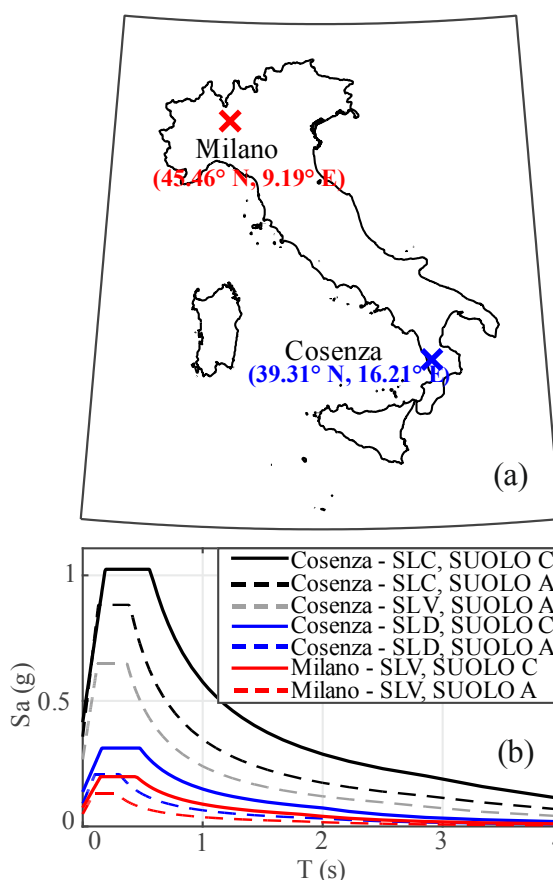 Milano
(45.46° N, 9.19° E)
Cosenza
(39.31° N, 16.21° E)
(a)
Cosenza - SLC, SUOLO C
Cosenza - SLC, SUOLO A
Cosenza - SLV, SUOLO A
Cosenza - SLD, SUOLO C
Cosenza - SLD, SUOLO A
Milano - SLV, SUOLO C
Milano - SLV, SUOLO A
1
0.5
0
Sa (g)
(b)
0 1 2 3 4
T (s)